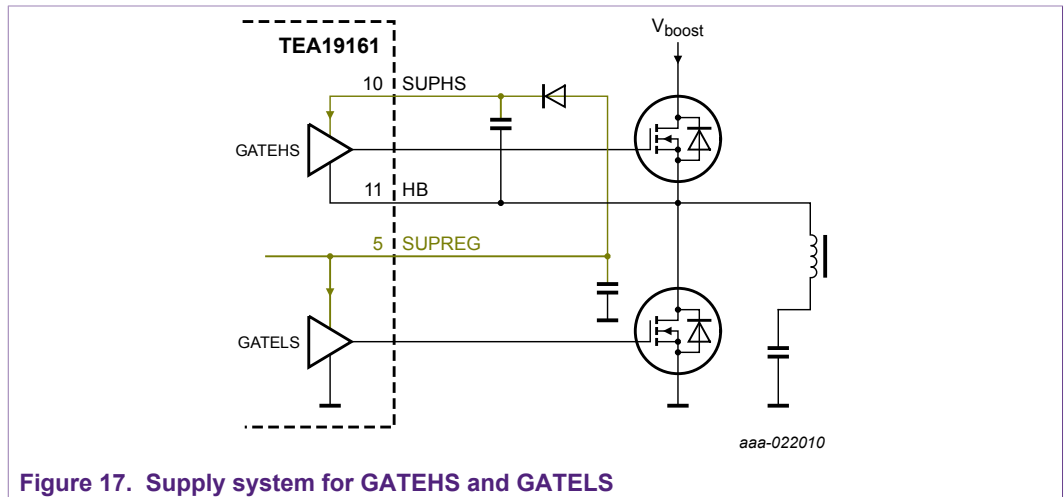 V_boost
TEA19161
10 SUPHS
GATEHS
11 HB
5 SUPREG
GATELS
aaa-022010
Figure 17. Supply system for GATEHS and GATELS